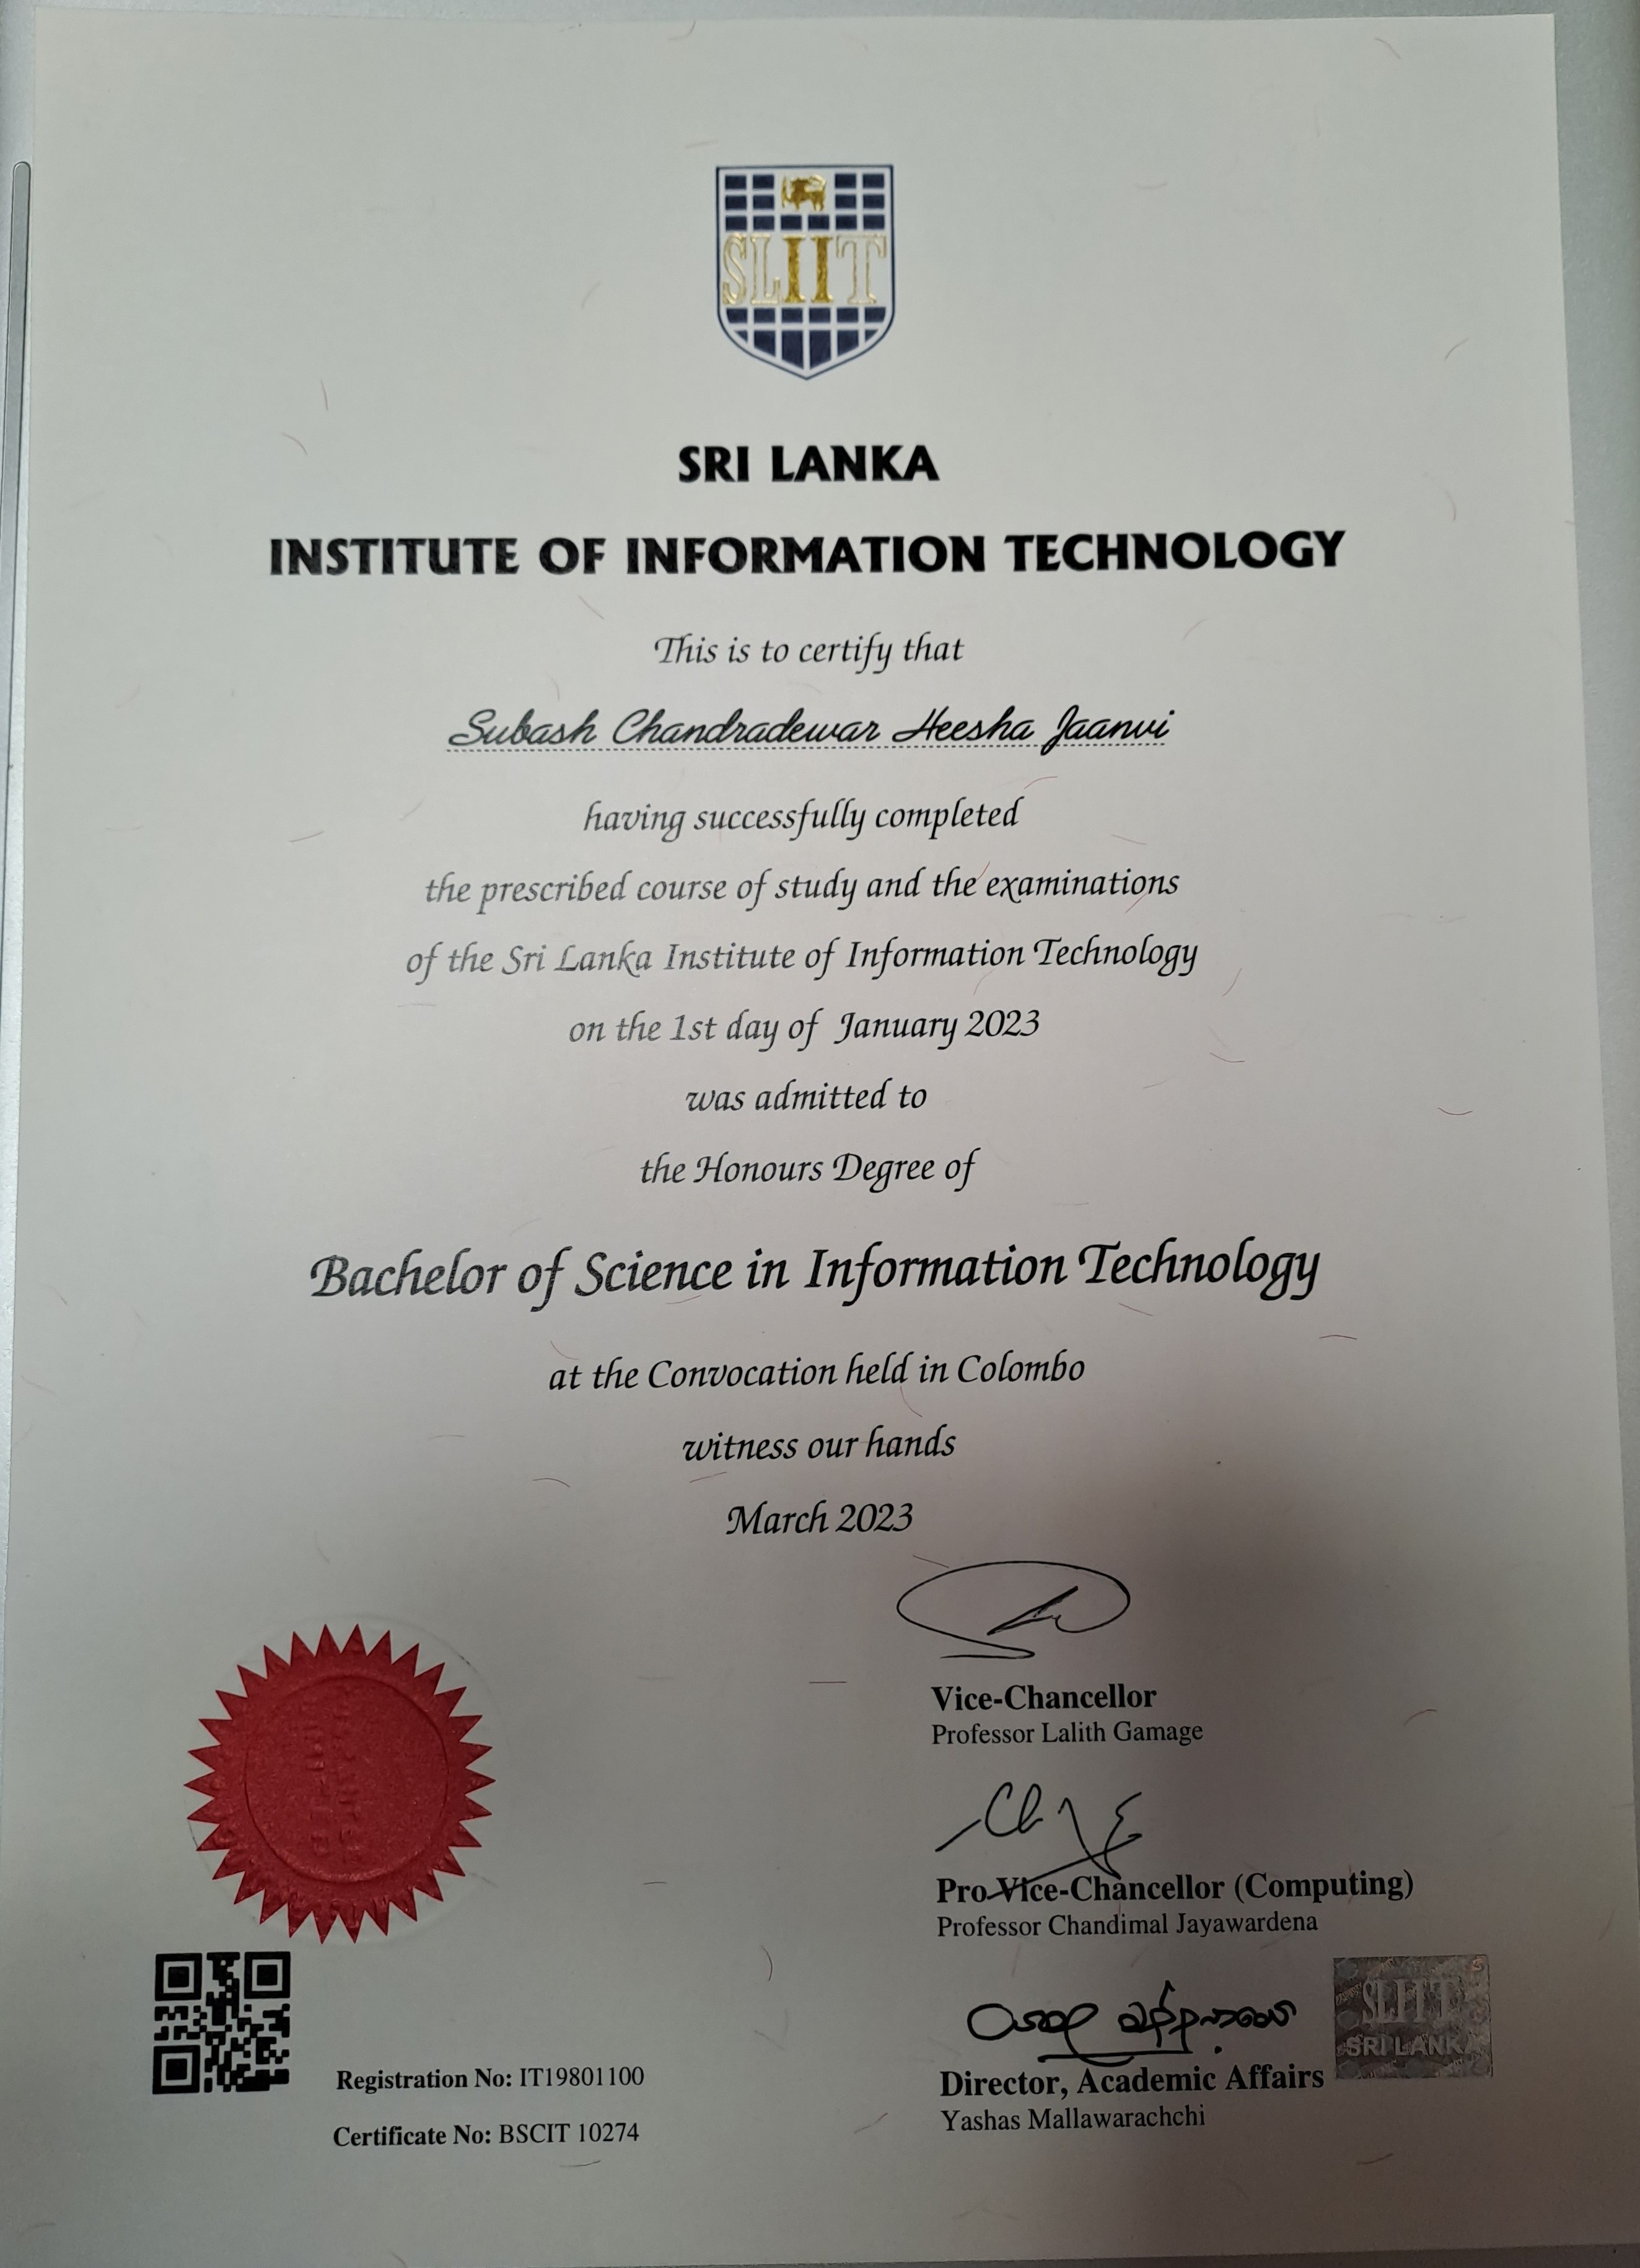 SLIIT
SRI LANKA
INSTITUTE OF INFORMATION TECHNOLOGY
This is to certify that
Subash Chandradewar Heesha Jaanvi
having successfully completed
the prescribed course of study and the examinations
of the Sri Lanka Institute of Information Technology
on the 1st day of January 2023
was admitted to
the Honours Degree of
Bachelor of Science in Information Technology
at the Convocation held in Colombo
witness our hands
March 2023
Vice-Chancellor
Professor Lalith Gamage
Pro-Vice-Chancellor (Computing)
Professor Chandimal Jayawardena
Director, Academic Affairs
Yashas Mallawarachchi
SLIIT
SRI LANKA
Registration No: IT19801100
Certificate No: BSCIT 10274